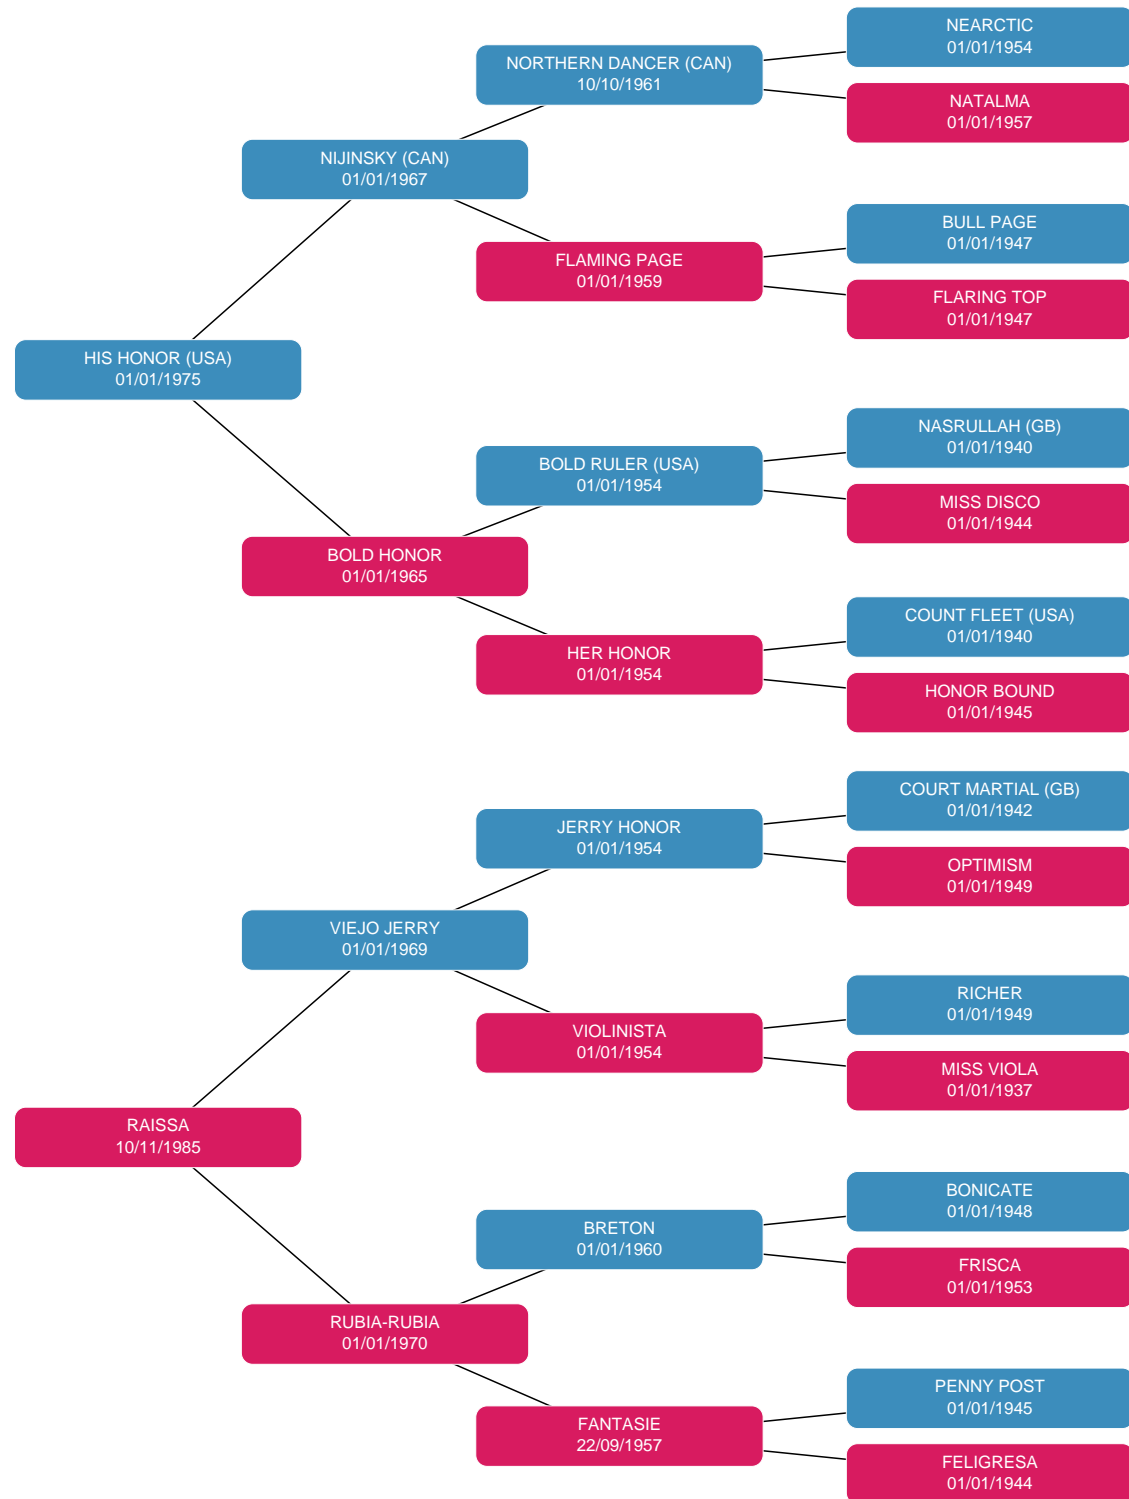 NEARCTIC
01/01/1954
NORTHERN DANCER (CAN)
10/10/1961
NATALMA
01/01/1957
NIJINSKY (CAN)
01/01/1967
BULL PAGE
01/01/1947
FLAMING PAGE
01/01/1959
FLARING TOP
01/01/1947
HIS HONOR (USA)
01/01/1975
NASRULLAH (GB)
01/01/1940
BOLD RULER (USA)
01/01/1954
MISS DISCO
01/01/1944
BOLD HONOR
01/01/1965
COUNT FLEET (USA)
01/01/1940
HER HONOR
01/01/1954
HONOR BOUND
01/01/1945
COURT MARTIAL (GB)
01/01/1942
JERRY HONOR
01/01/1954
OPTIMISM
01/01/1949
VIEJO JERRY
01/01/1969
RICHER
01/01/1949
VIOLINISTA
01/01/1954
MISS VIOLA
01/01/1937
RAISSA
10/11/1985
BONICATE
01/01/1948
BRETON
01/01/1960
FRISCA
01/01/1953
RUBIA-RUBIA
01/01/1970
PENNY POST
01/01/1945
FANTASIE
22/09/1957
FELIGRESA
01/01/1944